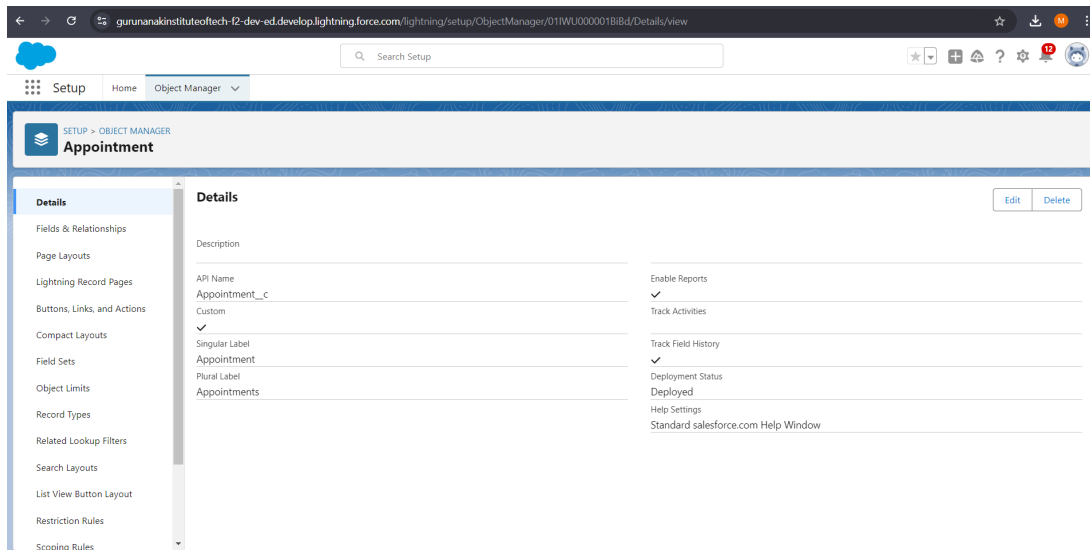 gurunanakinstituteoftech-f2-dev-ed.develop.lightning.force.com/lightning/setup/ObjectManager/01IWU000001BiBd/Details/view
M
Search Setup
12
Setup
Home
Object Manager
SETUP > OBJECT MANAGER
Appointment
Details
Fields & Relationships
Page Layouts
Lightning Record Pages
Buttons, Links, and Actions
Compact Layouts
Field Sets
Object Limits
Record Types
Related Lookup Filters
Search Layouts
List View Button Layout
Restriction Rules
Scoping Rules
Details
Edit
Delete
Description
API Name
Appointment__c
Custom
Singular Label
Appointment
Plural Label
Appointments
Enable Reports
Track Activities
Track Field History
Deployment Status
Deployed
Help Settings
Standard salesforce.com Help Window